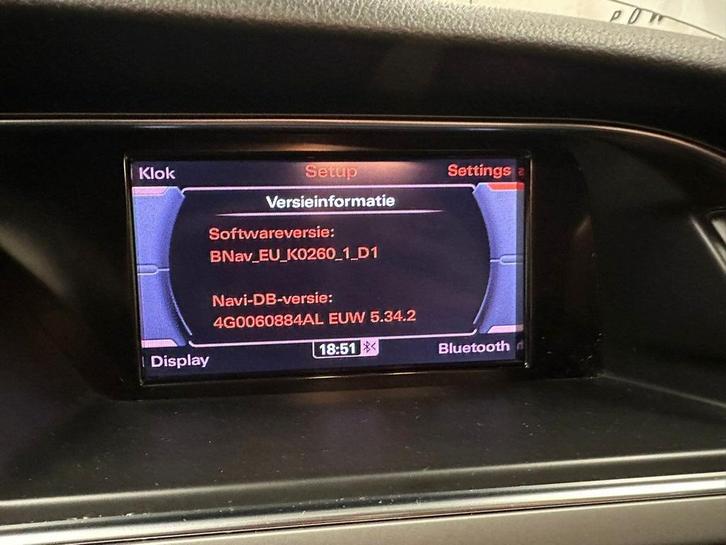 Klok Setup Settings
Versieinformatie
Softwareversie:
BNav_EU_K0260_1_D1
Navi-DB-versie:
4G0060884AL EUW 5.34.2
Display 18:51 Bluetooth